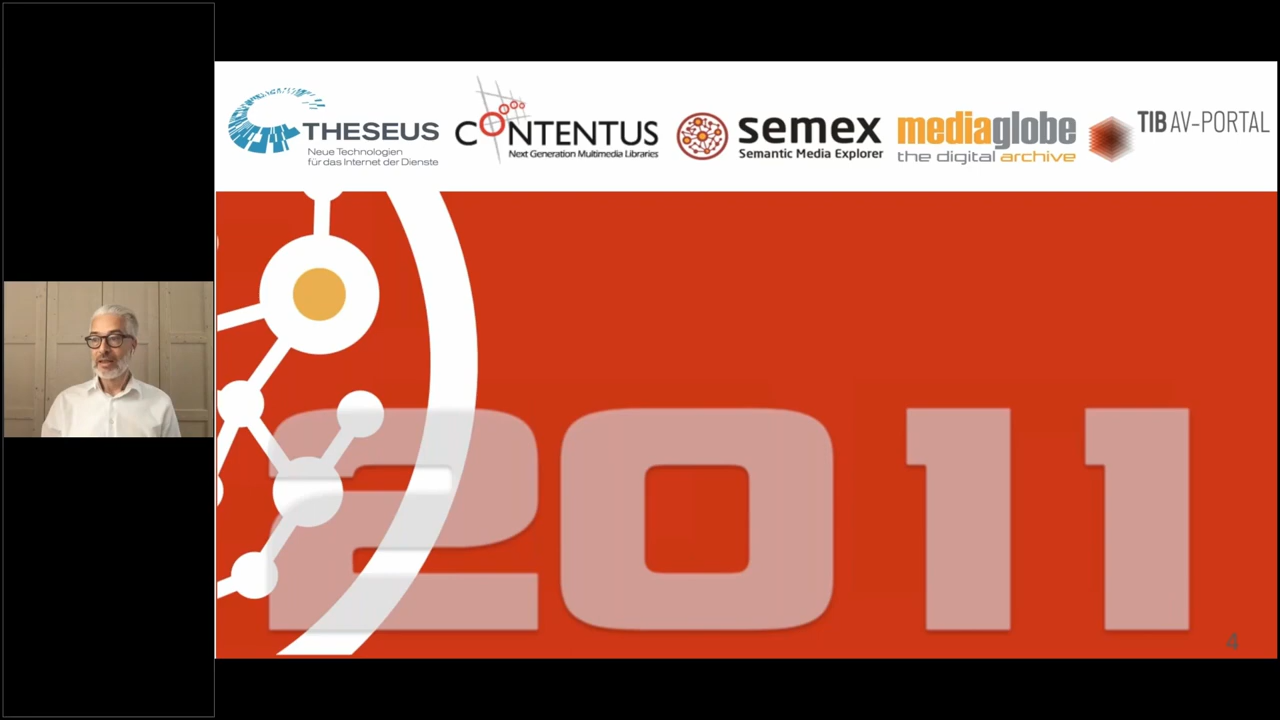 THESEUS
Neue Technologien
für das Internet der Dienste
CONTENTUS
Next Generation Multimedia Libraries
semex
Semantic Media Explorer
mediaglobe
the digital archive
TIB AV-PORTAL
2011
4